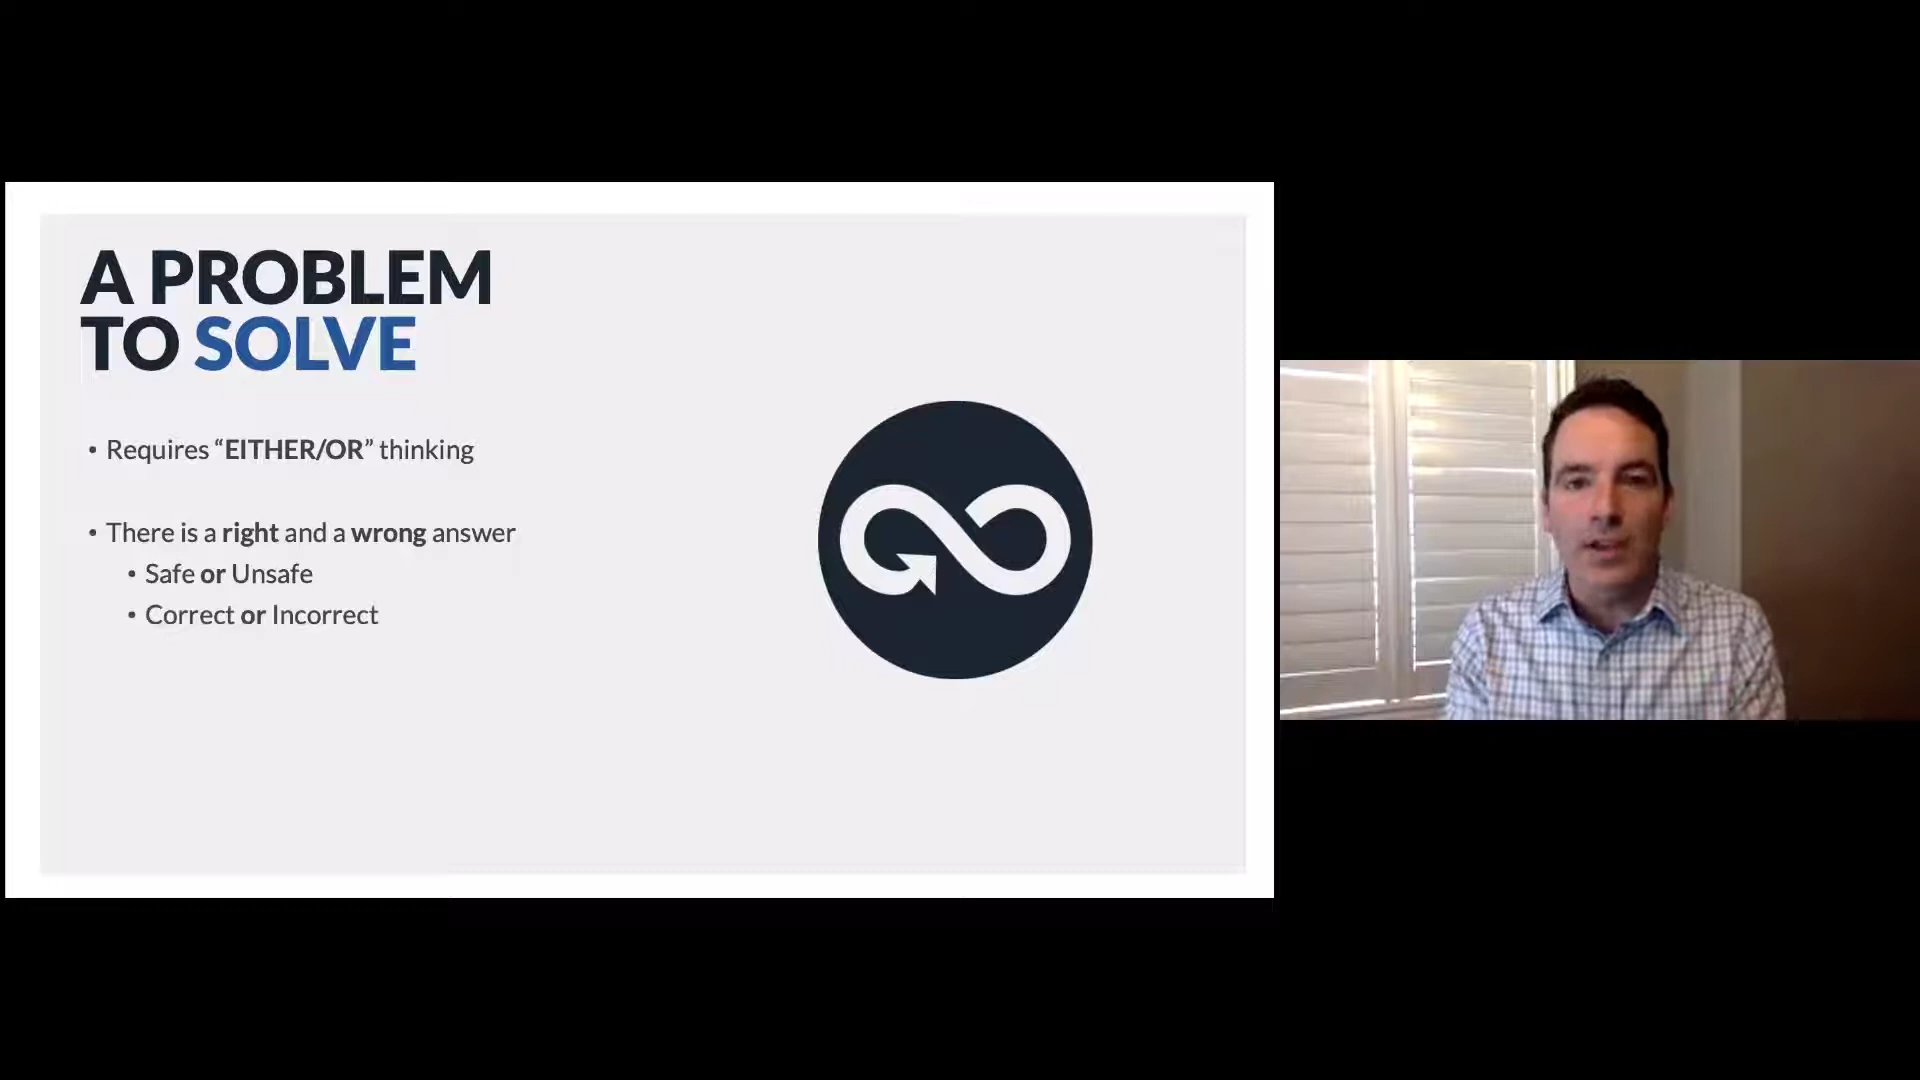 A PROBLEM
TO SOLVE
• Requires “EITHER/OR” thinking
• There is a right and a wrong answer
• Safe or Unsafe
• Correct or Incorrect